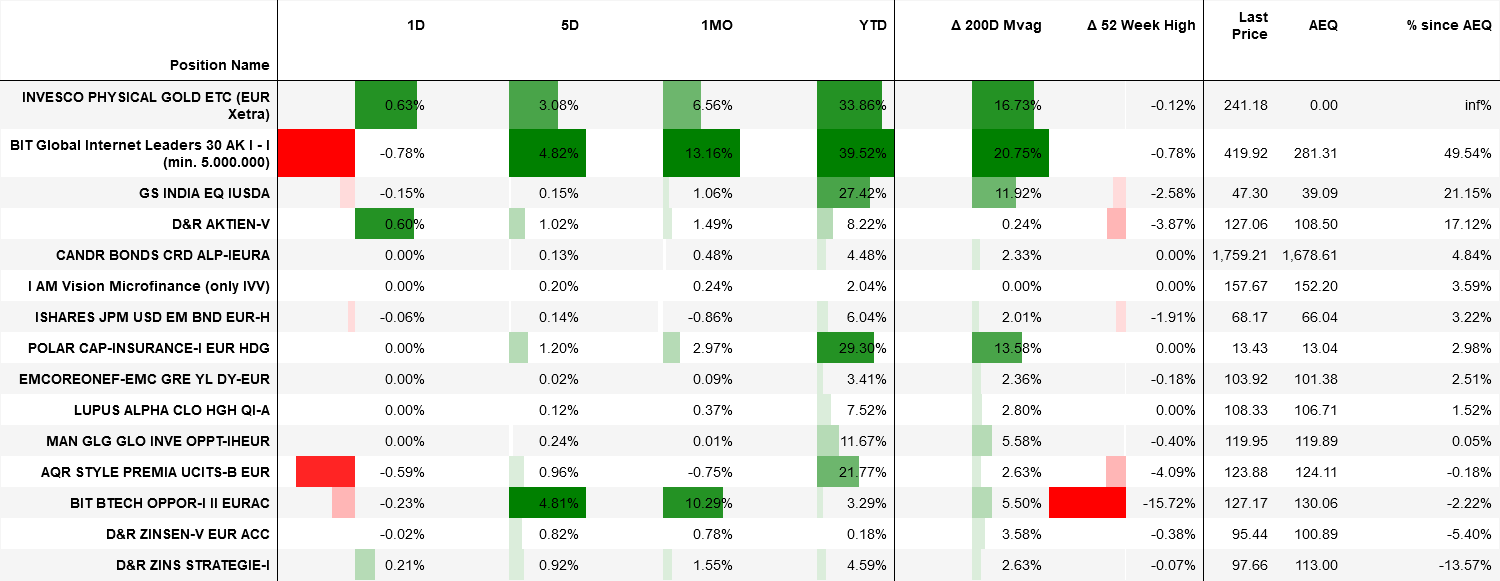 Position Name 1D 5D 1MO YTD Δ 200D Mvag Δ 52 Week High Last Price AEQ % since AEQ
INVESCO PHYSICAL GOLD ETC (EUR Xetra) 0.63% 3.08% 6.56% 33.86% 16.73% -0.12% 241.18 0.00 inf%
BIT Global Internet Leaders 30 AK I - I (min. 5.000.000) -0.78% 4.82% 13.16% 39.52% 20.75% -0.78% 419.92 281.31 49.54%
GS INDIA EQ IUSDA -0.15% 0.15% 1.06% 27.42% 11.92% -2.58% 47.30 39.09 21.15%
D&R AKTIEN-V 0.60% 1.02% 1.49% 8.22% 0.24% -3.87% 127.06 108.50 17.12%
CANDR BONDS CRD ALP-IEURA 0.00% 0.13% 0.48% 4.48% 2.33% 0.00% 1,759.21 1,678.61 4.84%
I AM Vision Microfinance (only IVV) 0.00% 0.20% 0.24% 2.04% 0.00% 0.00% 157.67 152.20 3.59%
ISHARES JPM USD EM BND EUR-H -0.06% 0.14% -0.86% 6.04% 2.01% -1.91% 68.17 66.04 3.22%
POLAR CAP-INSURANCE-I EUR HDG 0.00% 1.20% 2.97% 29.30% 13.58% 0.00% 13.43 13.04 2.98%
EMCOREONEF-EMC GRE YL DY-EUR 0.00% 0.02% 0.09% 3.41% 2.36% -0.18% 103.92 101.38 2.51%
LUPUS ALPHA CLO HGH QI-A 0.00% 0.12% 0.37% 7.52% 2.80% 0.00% 108.33 106.71 1.52%
MAN GLG GLO INVE OPPT-IHEUR 0.00% 0.24% 0.01% 11.67% 5.58% -0.40% 119.95 119.89 0.05%
AQR STYLE PREMIA UCITS-B EUR -0.59% 0.96% -0.75% 21.77% 2.63% -4.09% 123.88 124.11 -0.18%
BIT BTECH OPPOR-I II EURAC -0.23% 4.81% 10.29% 3.29% 5.50% -15.72% 127.17 130.06 -2.22%
D&R ZINSEN-V EUR ACC -0.02% 0.82% 0.78% 0.18% 3.58% -0.38% 95.44 100.89 -5.40%
D&R ZINS STRATEGIE-I 0.21% 0.92% 1.55% 4.59% 2.63% -0.07% 97.66 113.00 -13.57%